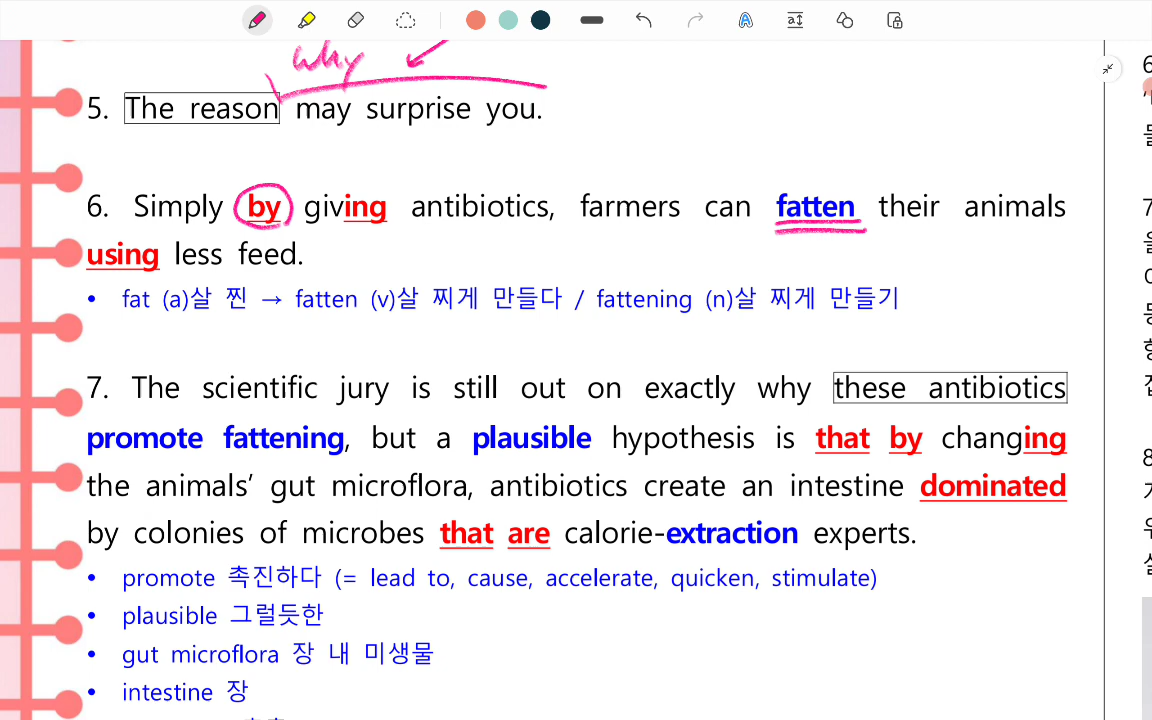 why
5. The reason may surprise you.
6. Simply by giving antibiotics, farmers can fatten their animals
using less feed.
• fat (a)살 찐 → fatten (v)살 찌게 만들다 / fattening (n)살 찌게 만들기
7. The scientific jury is still out on exactly why these antibiotics
promote fattening, but a plausible hypothesis is that by changing
the animals’ gut microflora, antibiotics create an intestine dominated
by colonies of microbes that are calorie-extraction experts.
• promote 촉진하다 (= lead to, cause, accelerate, quicken, stimulate)
• plausible 그럴듯한
• gut microflora 장 내 미생물
• intestine 장